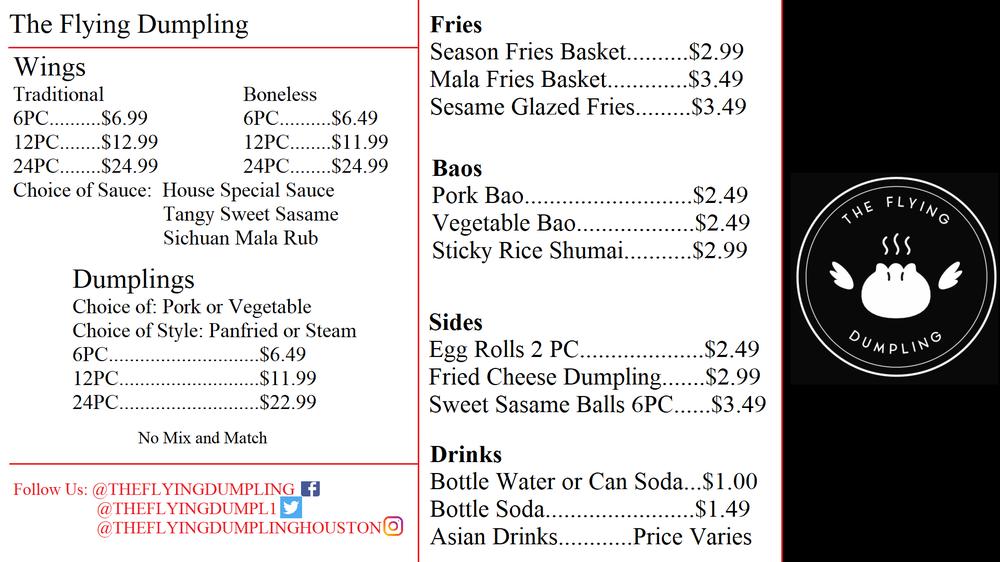 The Flying Dumpling
Wings
Traditional Boneless
6PC.........$6.99 6PC........$6.49
12PC.......$12.99 12PC.......$11.99
24PC.......$24.99 24PC.......$24.99
Choice of Sauce: House Special Sauce
Tangy Sweet Sasame
Sichuan Mala Rub
Dumplings
Choice of: Pork or Vegetable
Choice of Style: Panfried or Steam
6PC..........................$6.49
12PC........................$11.99
24PC........................$22.99
No Mix and Match
Follow Us: @THEFLYINGDUMPLING
@THEFLYINGDUMPL1
@THEFLYINGDUMPLINGHOUSTON
Fries
Season Fries Basket.........$2.99
Mala Fries Basket............$3.49
Sesame Glazed Fries........$3.49
Baos
Pork Bao................................$2.49
Vegetable Bao.....................$2.49
Sticky Rice Shumai...........$2.99
Sides
Egg Rolls 2 PC....................$2.49
Fried Cheese Dumpling.......$2.99
Sweet Sasame Balls 6PC......$3.49
Drinks
Bottle Water or Can Soda...$1.00
Bottle Soda........................$1.49
Asian Drinks............Price Varies
THE FLYING
DUMPLING